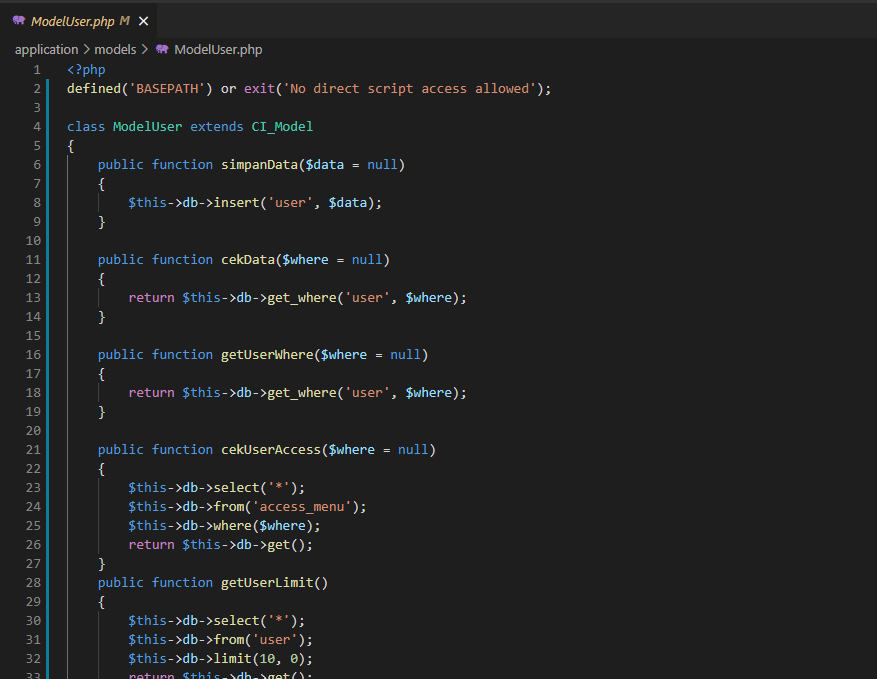 ModelUser.php M
application > models > ModelUser.php
1 <?php
2 defined('BASEPATH') or exit('No direct script access allowed');
3
4 class ModelUser extends CI_Model
5 {
6 public function simpanData($data = null)
7 {
8 $this->db->insert('user', $data);
9 }
10
11 public function cekData($where = null)
12 {
13 return $this->db->get_where('user', $where);
14 }
15
16 public function getUserWhere($where = null)
17 {
18 return $this->db->get_where('user', $where);
19 }
20
21 public function cekUserAccess($where = null)
22 {
23 $this->db->select('*');
24 $this->db->from('access_menu');
25 $this->db->where($where);
26 return $this->db->get();
27 }
28 public function getUserLimit()
29 {
30 $this->db->select('*');
31 $this->db->from('user');
32 $this->db->limit(10, 0);
33 return $this->db->get();